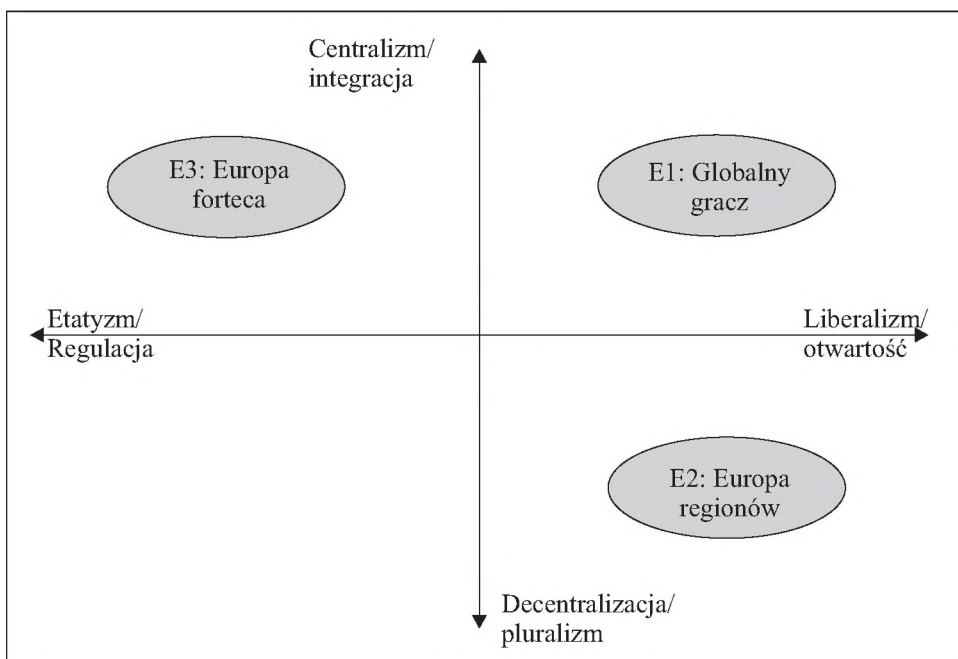 Centralizm/
integracja
E3: Europa
forteca
E1: Globalny
gracz
Etatyzm/
Regulacja
Liberalizm/
otwartość
E2: Europa
regionów
Decentralizacja/
pluralizm